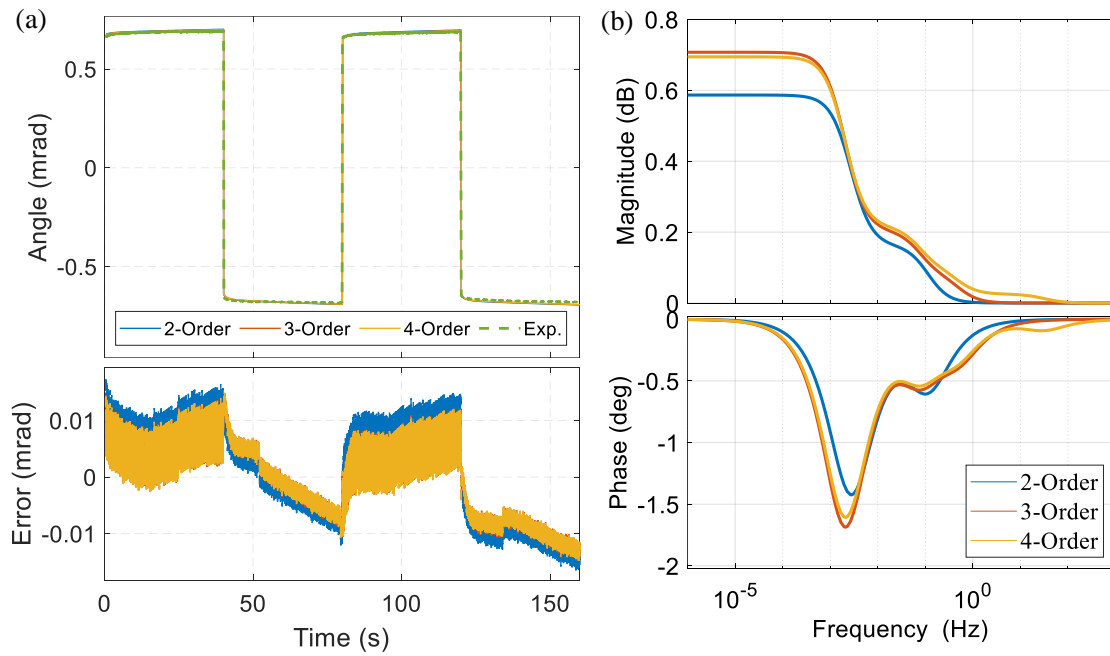 (a)
Angle (mrad)
0.5
0
-0.5
2-Order 3-Order 4-Order Exp.
Error (mrad)
0.01
0
-0.01
0 50 100 150
Time (s)
(b)
Magnitude (dB)
0.8
0.6
0.4
0.2
0
Phase (deg)
0
-0.5
-1
-1.5
-2
2-Order
3-Order
4-Order
10-5 100
Frequency (Hz)